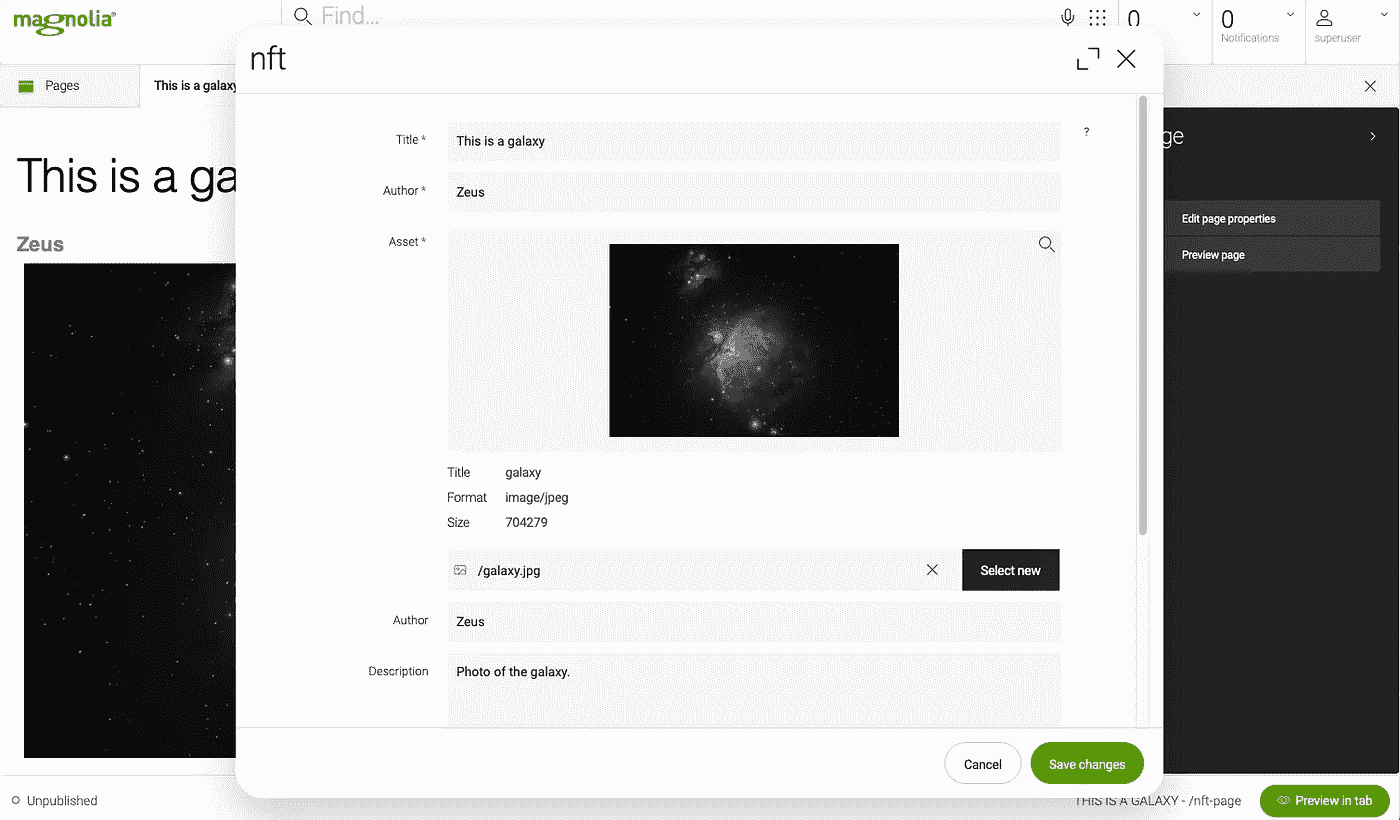 magnolia®
Find...
0
0
Notifications
superuser
Pages
This is a galaxy
nft
This is a ga
Zeus
Title *
This is a galaxy
?
Author *
Zeus
Asset *
Title galaxy
Format image/jpeg
Size 704279
/galaxy.jpg
Select new
Author
Zeus
Description
Photo of the galaxy.
Cancel
Save changes
ge
Edit page properties
Preview page
Unpublished
THIS IS A GALAXY - /nft-page
Preview in tab